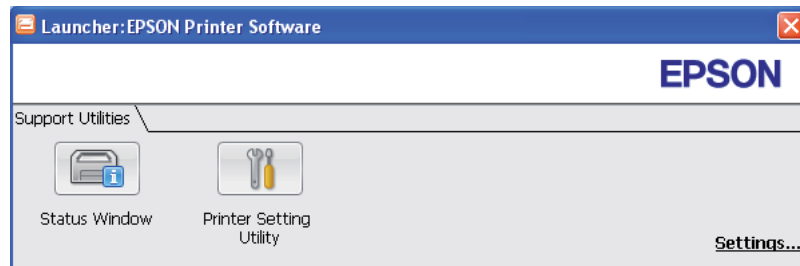 Launcher:EPSON Printer Software
EPSON
Support Utilities
Status Window
Printer Setting
Utility
Settings...